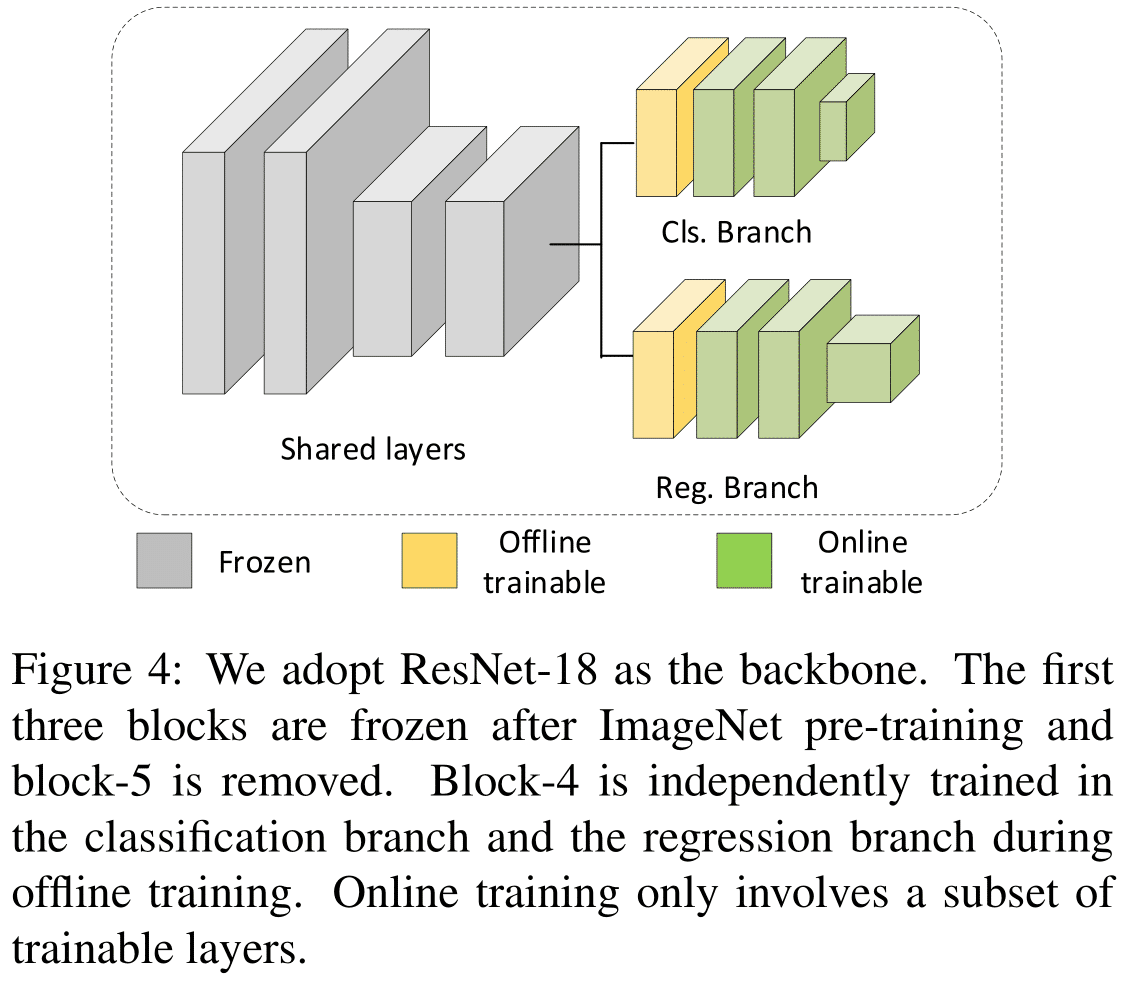 Cls. Branch
Shared layers
Reg. Branch
Frozen
Offline
trainable
Online
trainable
Figure 4: We adopt ResNet-18 as the backbone. The first
three blocks are frozen after ImageNet pre-training and
block-5 is removed. Block-4 is independently trained in
the classification branch and the regression branch during
offline training. Online training only involves a subset of
trainable layers.